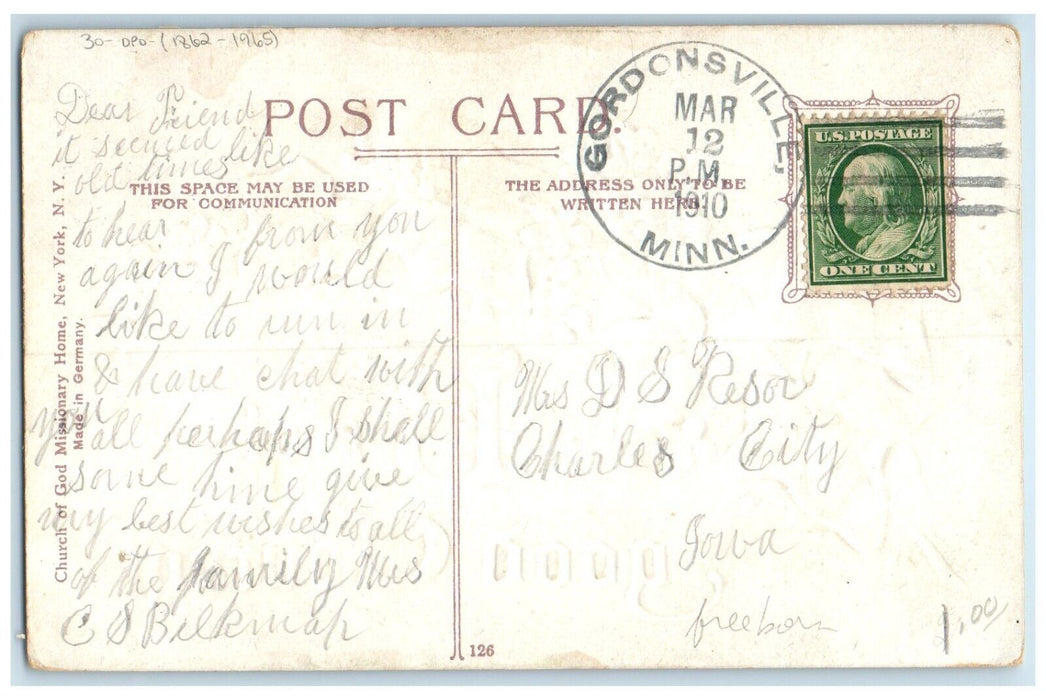 30- DPO- (1862-1965)
POST CARD.
THIS SPACE MAY BE USED
FOR COMMUNICATION
THE ADDRESS ONLY TO BE
WRITTEN HERE.
GORDONSVILLE,
MAR
12
P.M.
1910
MINN.
U.S. POSTAGE
ONE CENT
Dear Friend
it seemed like
old times
to hear from you
again I would
like to run in
& have chat with
you all perhaps I shall
some time give
my best wishes to all
of the family Mrs
C S Belknap
Mrs D S Resor
Charles City
Iowa
freeborn
1.00
Church of God Missionary Home, New York, N. Y.
Made in Germany.
126